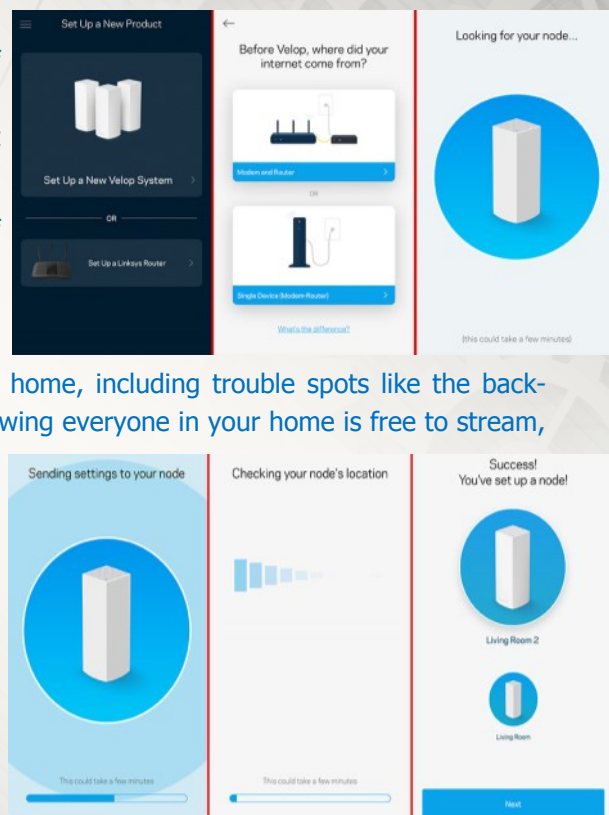 Set Up a New Product
Set Up a New Velop System
OR
Set Up a Linksys Router
Before Velop, where did your
internet come from?
Modem and Router
OR
Single Device (Modem-Router)
What's the difference?
Looking for your node...
(this could take a few minutes)
home, including trouble spots like the back-
wing everyone in your home is free to stream,
Sending settings to your node
This could take a few minutes
Checking your node's location
This could take a few minutes
Success!
You've set up a node!
Living Room 2
Living Room
Next